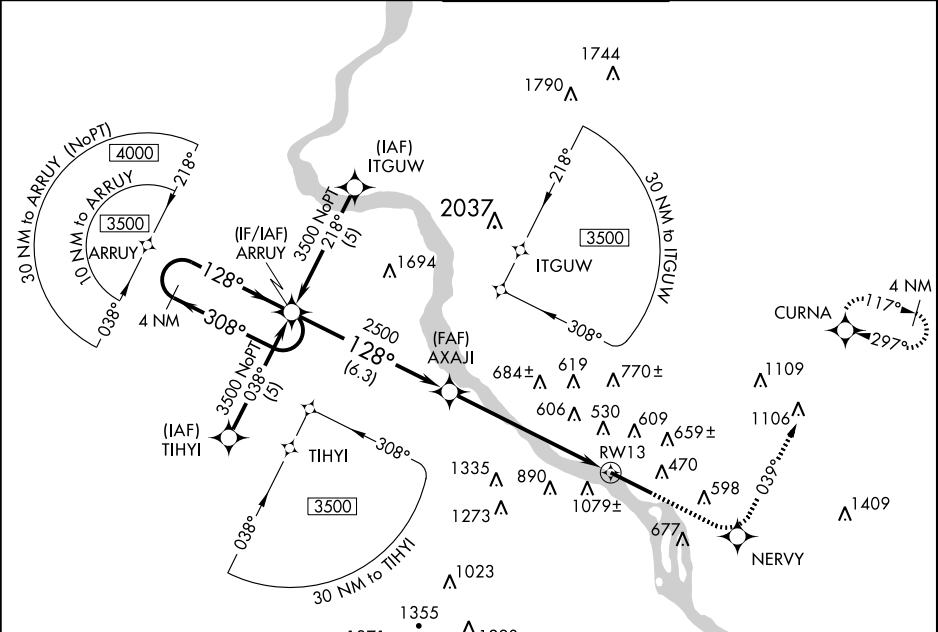 1744
1790
30 NM to ARRUY (NoPT)
4000
218°
10 NM to ARRUY
3500
ARRUY
038°
(IAF)
ITGUW
3500 NoPT
218°
(5)
(IF/IAF)
ARRUY
128°
308°
4 NM
1694
2037
218°
30 NM to ITGUW
3500
ITGUW
308°
CURNA
117°
297°
4 NM
2500
128°
(6.3)
(FAF)
AXAJI
3500 NoPT
038°
(5)
(IAF)
TIHYI
684±
619
770±
1109
606
530
609
659±
1106
RW13
470
598
039°
1409
308°
TIHYI
3500
038°
30 NM to TIHYI
1335
890
1273
1079±
677
NERVY
1023
1355